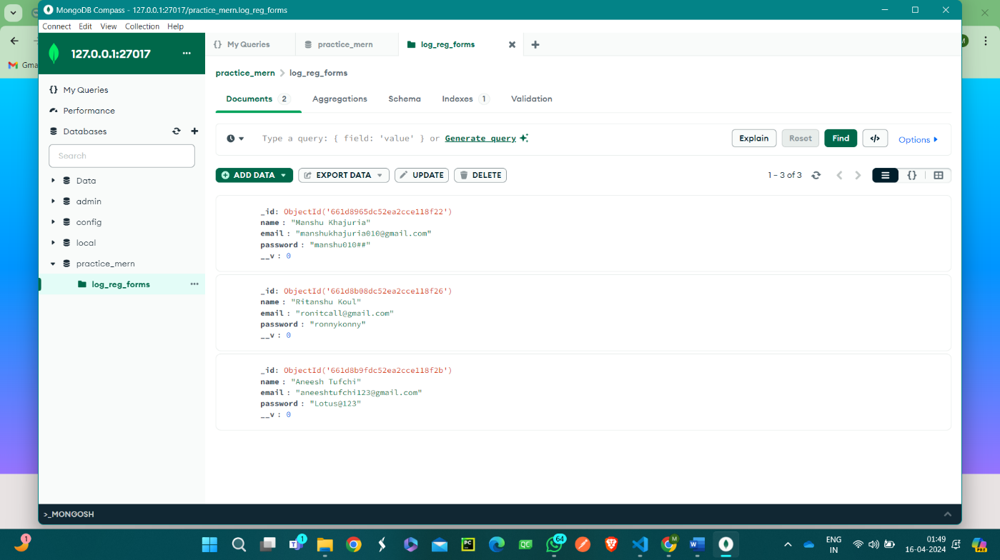 MongoDB Compass - 127.0.0.1:27017/practice_mern.log_reg_forms
Connect Edit View Collection Help
127.0.0.1:27017 ...
{} My Queries
practice_mern
log_reg_forms
Gma
M
My Queries
Performance
Databases
Search
Data
admin
config
local
practice_mern
log_reg_forms ...
practice_mern > log_reg_forms
Documents 2 Aggregations Schema Indexes 1 Validation
Type a query: { field: 'value' } or Generate query
Explain Reset Find </> Options
ADD DATA EXPORT DATA UPDATE DELETE
1 – 3 of 3 {}
_id: ObjectId('661d8965dc52ea2cce118f22')
name : "Manshu Khajuria"
email : "manshukhajuria010@gmail.com"
password : "manshu010##"
__v : 0
_id: ObjectId('661d8b08dc52ea2cce118f26')
name : "Ritanshu Koul"
email : "ronitcall@gmail.com"
password : "ronnykonny"
__v : 0
_id: ObjectId('661d8b9fdc52ea2cce118f2b')
name : "Aneesh Tufchi"
email : "aneeshtufchi123@gmail.com"
password : "Lotus@123"
__v : 0
>_MONGOSH
1
1
PC
QC
64
M
W
ENG
IN
01:49
16-04-2024
PRE